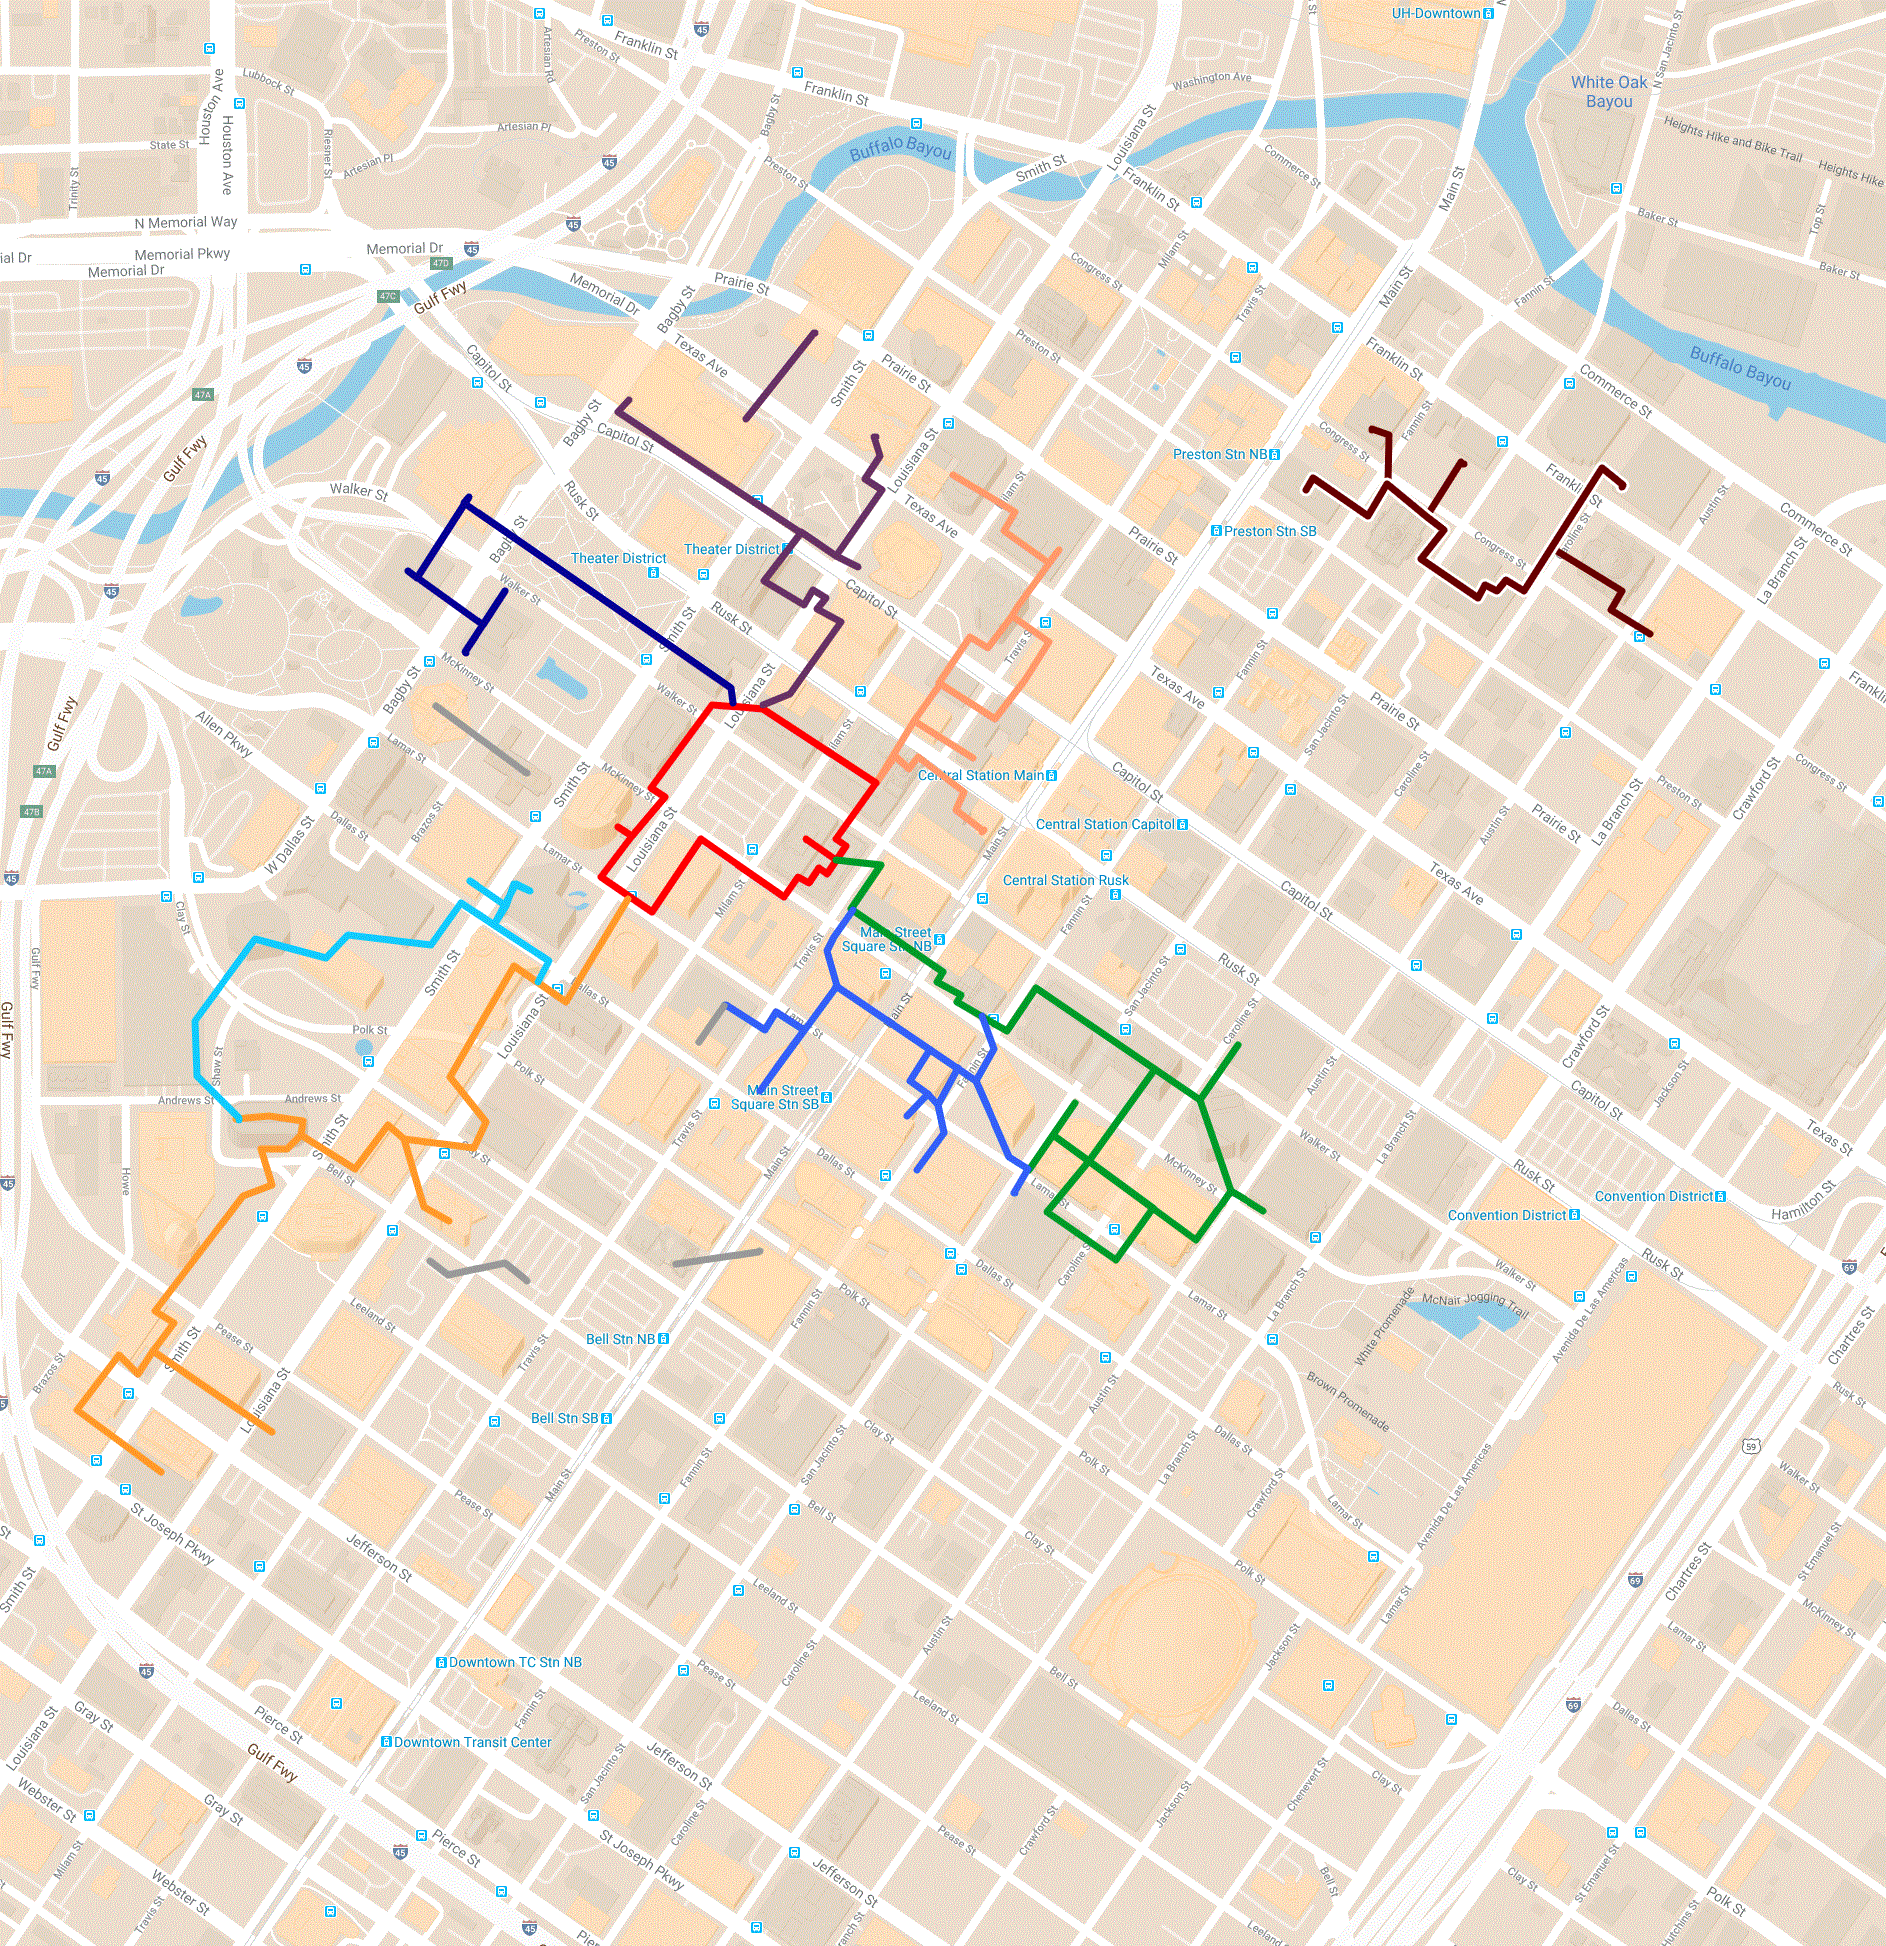 UH-Downtown
Franklin St
Preston St
Artesian Rd
Lubbock St
Houston Ave
Houston Ave
Riesner St
Artesian Pl
Artesian Pl
State St
Trinity St
Franklin St
Bagby St
Washington Ave
White Oak
Bayou
N San Jacinto St
Heights Hike and Bike Trail
Heights Hike
Buffalo Bayou
Louisiana St
Smith St
Preston St
Commerce St
Franklin St
Main St
Baker St
Top St
Baker St
N Memorial Way
Memorial Pkwy
Memorial Dr
ial Dr
Memorial Dr
47D
47C
Gulf Fwy
Memorial Dr
Prairie St
Bagby St
Milam St
Congress St
Travis St
Main St
Fannin St
Texas Ave
Preston St
Franklin St
Buffalo Bayou
Commerce St
Capitol St
Smith St
Prairie St
47A
Gulf Fwy
Bagby St
Capitol St
Louisiana St
Congress St
Fannin St
Preston Stn NB
Franklin St
Austin St
Walker St
Rusk St
Texas Ave
Prairie St
Preston Stn SB
Commerce St
Congress St
La Branch St
Theater District
Theater District
Walker St
Rusk St
Capitol St
McKinney St
Bagby St
Walker St
Louisiana St
Texas Ave
Fannin St
Prairie St
San Jacinto St
Gulf Fwy
Allen Pkwy
Lamar St
47A
47B
Smith St
McKinney St
Central Station Main
Capitol St
Caroline St
Preston St
Congress St
Crawford St
La Branch St
Central Station Capitol
Prairie St
Austin St
Dallas St
Brazos St
W Dallas St
Lamar St
Louisiana St
Main St
Central Station Rusk
Milam St
Texas Ave
Capitol St
Clay St
Gulf Fwy
Gulf Fwy
Smith St
Main Street
Square Stn NB
Travis St
Fannin St
Rusk St
San Jacinto St
Caroline St
Dallas St
Louisiana St
Polk St
Lamar St
Main St
Crawford St
Shaw St
Polk St
Andrews St
Andrews St
Main Street
Square Stn SB
Fannin St
Austin St
Jackson St
Capitol St
Texas Ave
Travis St
Bell St
Howe
Main St
Dallas St
Lamar St
McKinney St
Walker St
La Branch St
Rusk St
Convention District
Convention District
Hamilton St
Dallas St
Caroline St
Rusk St
Walker St
McNair Jogging Trail
White Promenade
Avenida De Las Americas
Brown Promenade
Leeland St
Polk St
Fannin St
Lamar St
La Branch St
Pease St
Smith St
Brazos St
Louisiana St
Travis St
Bell Stn NB
Bell Stn SB
Austin St
Chartres St
Rusk St
59
Clay St
San Jacinto St
Fannin St
Polk St
La Branch St
Dallas St
Crawford St
Avenida De Las Americas
Walker St
Main St
Pease St
Bell St
Lamar St
St Joseph Pkwy
Jefferson St
Clay St
Polk St
Chartres St
St Emanuel St
Smith St
Leeland St
Lamar St
McKinney St
Lamar St
Downtown TC Stn NB
Austin St
Caroline St
Pease St
Bell St
Jackson St
Gray St
Pierce St
Fannin St
Leeland St
Dallas St
Louisiana St
Downtown Transit Center
Gulf Fwy
Jefferson St
San Jacinto St
Clay St
Chenevert St
Jackson St
Webster St
Gray St
Caroline St
Crawford St
Pease St
Milam St
Pierce St
St Joseph Pkwy
Jefferson St
Bell St
Clay St
St Emanuel St
Polk St
Webster St
Travis St
Leeland St
Hutchins St